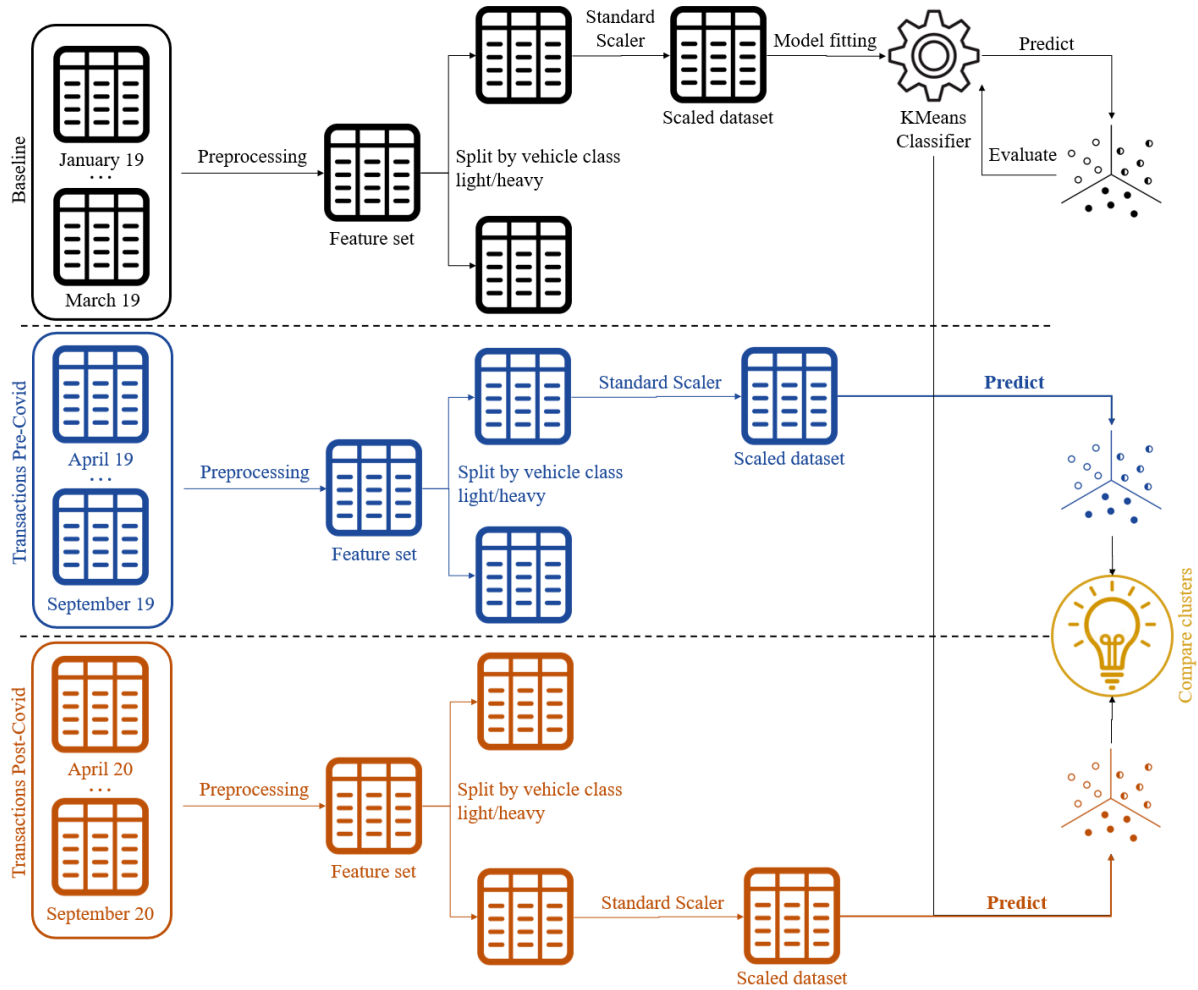 Baseline
January 19
...
March 19
Preprocessing
Feature set
Split by vehicle class
light/heavy
Standard
Scaler
Scaled dataset
Model fitting
KMeans
Classifier
Predict
Evaluate
Transactions Pre-Covid
April 19
...
September 19
Preprocessing
Feature set
Split by vehicle class
light/heavy
Standard Scaler
Scaled dataset
Predict
Compare clusters
Transactions Post-Covid
April 20
...
September 20
Preprocessing
Feature set
Split by vehicle class
light/heavy
Standard Scaler
Scaled dataset
Predict